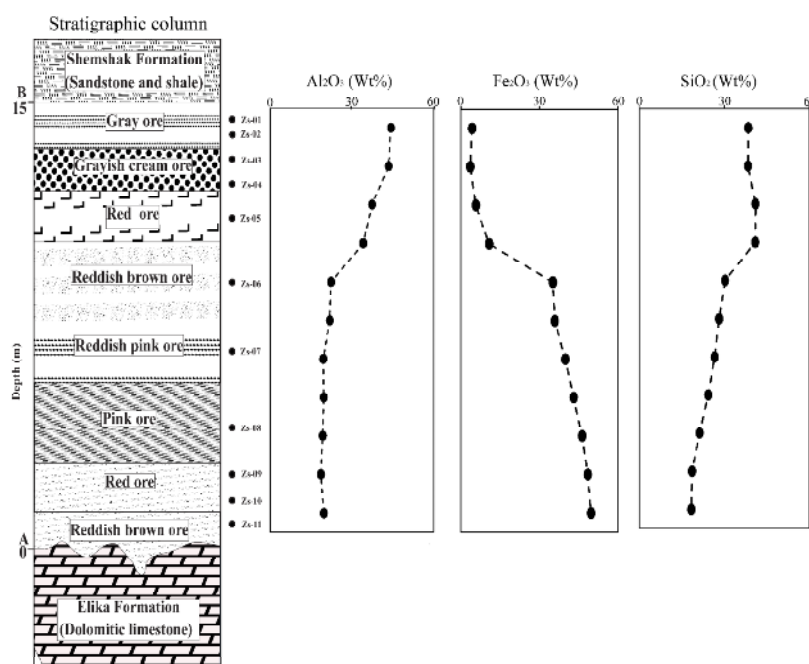 Stratigraphic column
Shemshak Formation
(Sandstone and shale)
B
15
Gray ore
Grayish cream ore
Red ore
Reddish brown ore
Reddish pink ore
Pink ore
Red ore
Reddish brown ore
A
0
Elika Formation
(Dolomitic limestone)
Depth (m)
Zs-01
Zs-02
Zs-03
Zs-04
Zs-05
Zs-06
Zs-07
Zs-08
Zs-09
Zs-10
Zs-11
Al₂O₃ (Wt%)
0 30 60
Fe₂O₃ (Wt%)
0 30 60
SiO₂ (Wt%)
0 30 60